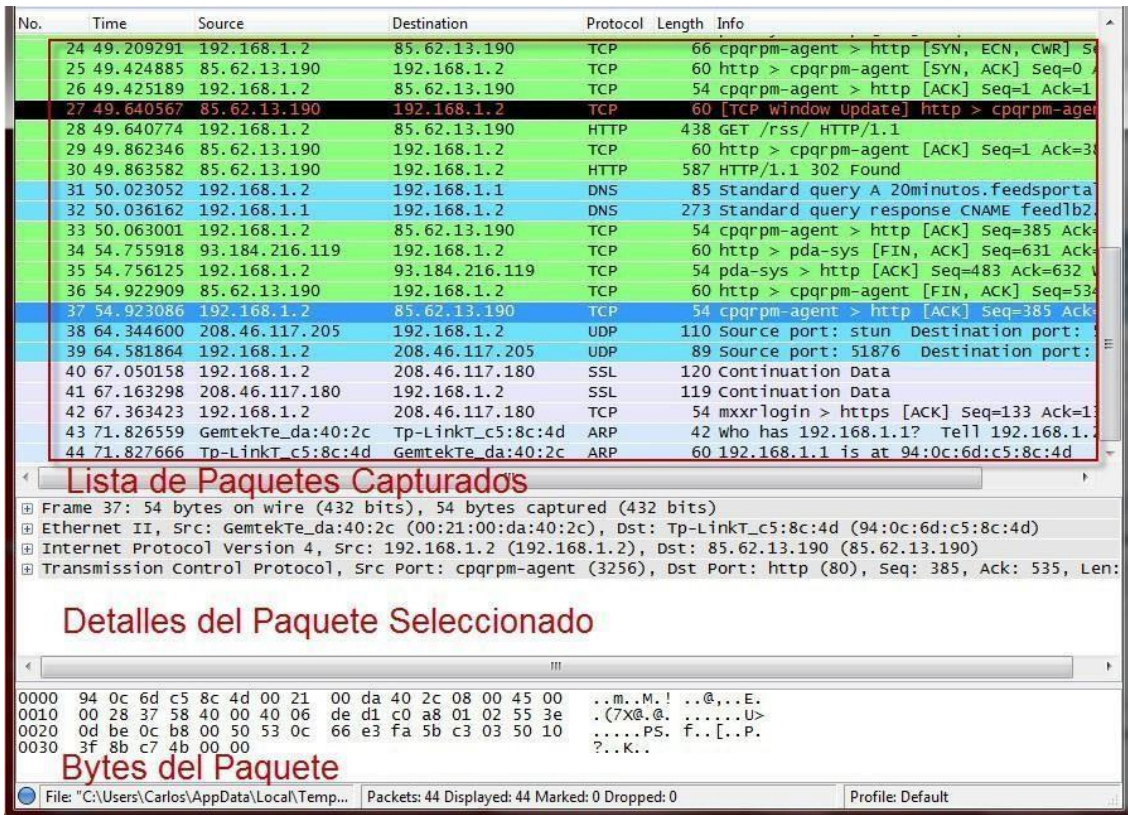 No. Time Source Destination Protocol Length Info
24 49.209291 192.168.1.2 85.62.13.190 TCP 66 cpqrpm-agent > http [SYN, ECN, CWR]
25 49.424885 85.62.13.190 192.168.1.2 TCP 60 http > cpqrpm-agent [SYN, ACK] Seq=0
26 49.425189 192.168.1.2 85.62.13.190 TCP 54 cpqrpm-agent > http [ACK] Seq=1 Ack=1
27 49.640567 85.62.13.190 192.168.1.2 TCP 60 [TCP Window Update] http > cpqrpm-agen
28 49.640774 192.168.1.2 85.62.13.190 HTTP 438 GET /rss/ HTTP/1.1
29 49.862346 85.62.13.190 192.168.1.2 TCP 60 http > cpqrpm-agent [ACK] Seq=1 Ack=38
30 49.863582 85.62.13.190 192.168.1.2 HTTP 587 HTTP/1.1 302 Found
31 50.023052 192.168.1.2 192.168.1.1 DNS 85 Standard query A 20minutos.feedsportal
32 50.036162 192.168.1.1 192.168.1.2 DNS 273 Standard query response CNAME feedlb2.
33 50.063001 192.168.1.2 85.62.13.190 TCP 54 cpqrpm-agent > http [ACK] Seq=385 Ack=
34 54.755918 93.184.216.119 192.168.1.2 TCP 60 http > pda-sys [FIN, ACK] Seq=631 Ack=
35 54.756125 192.168.1.2 93.184.216.119 TCP 54 pda-sys > http [ACK] Seq=483 Ack=632
36 54.922909 85.62.13.190 192.168.1.2 TCP 60 http > cpqrpm-agent [FIN, ACK] Seq=534
37 54.923086 192.168.1.2 85.62.13.190 TCP 54 cpqrpm-agent > http [ACK] Seq=385 Ack=
38 64.344600 208.46.117.205 192.168.1.2 UDP 110 Source port: stun Destination port:
39 64.581864 192.168.1.2 208.46.117.205 UDP 89 Source port: 51876 Destination port:
40 67.050158 192.168.1.2 208.46.117.180 SSL 120 Continuation Data
41 67.163298 208.46.117.180 192.168.1.2 SSL 119 Continuation Data
42 67.363423 192.168.1.2 208.46.117.180 TCP 54 mxxrlogin > https [ACK] Seq=133 Ack=13
43 71.826559 GemtekTe_da:40:2c Tp-LinkT_c5:8c:4d ARP 42 Who has 192.168.1.1? Tell 192.168.1.2
44 71.827666 Tp-LinkT_c5:8c:4d GemtekTe_da:40:2c ARP 60 192.168.1.1 is at 94:0c:6d:c5:8c:4d
Lista de Paquetes Capturados
Frame 37: 54 bytes on wire (432 bits), 54 bytes captured (432 bits)
Ethernet II, Src: GemtekTe_da:40:2c (00:21:00:da:40:2c), Dst: Tp-LinkT_c5:8c:4d (94:0c:6d:c5:8c:4d)
Internet Protocol Version 4, Src: 192.168.1.2 (192.168.1.2), Dst: 85.62.13.190 (85.62.13.190)
Transmission Control Protocol, Src Port: cpqrpm-agent (3256), Dst Port: http (80), Seq: 385, Ack: 535, Len:
Detalles del Paquete Seleccionado
0000 94 0c 6d c5 8c 4d 00 21 00 da 40 2c 08 00 45 00 ..m..M.! ..@,..E.
0010 00 28 37 58 40 00 40 06 de d1 c0 a8 01 02 55 3e .(7X@.@. ......U>
0020 0d be 0c b8 00 50 53 0c 66 e3 fa 5b c3 03 50 10 .....PS. f..[..P.
0030 3f 8b c7 4b 00 00 ?..K..
Bytes del Paquete
File: "C:\Users\Carlos\AppData\Local\Temp... Packets: 44 Displayed: 44 Marked: 0 Dropped: 0 Profile: Default